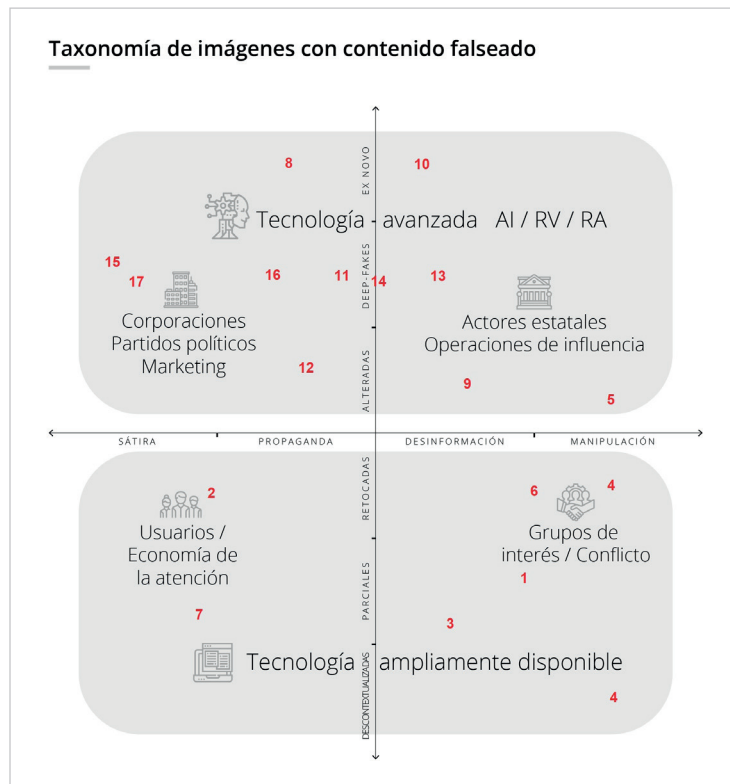 Taxonomía de imágenes con contenido falseado
EX NOVO
8
10
Tecnología avanzada AI / RV / RA
DEEP-FAKES
15
17
16
11
14
13
Corporaciones
Partidos políticos
Marketing
Actores estatales
Operaciones de influencia
12
ALTERADAS
9
5
SÁTIRA
PROPAGANDA
DESINFORMACIÓN
MANIPULACIÓN
RETOCADAS
2
6
4
Usuarios /
Economía de
la atención
Grupos de
interés / Conflicto
PARCIALES
1
7
3
Tecnología ampliamente disponible
DESCONTEXTUALIZADAS
4